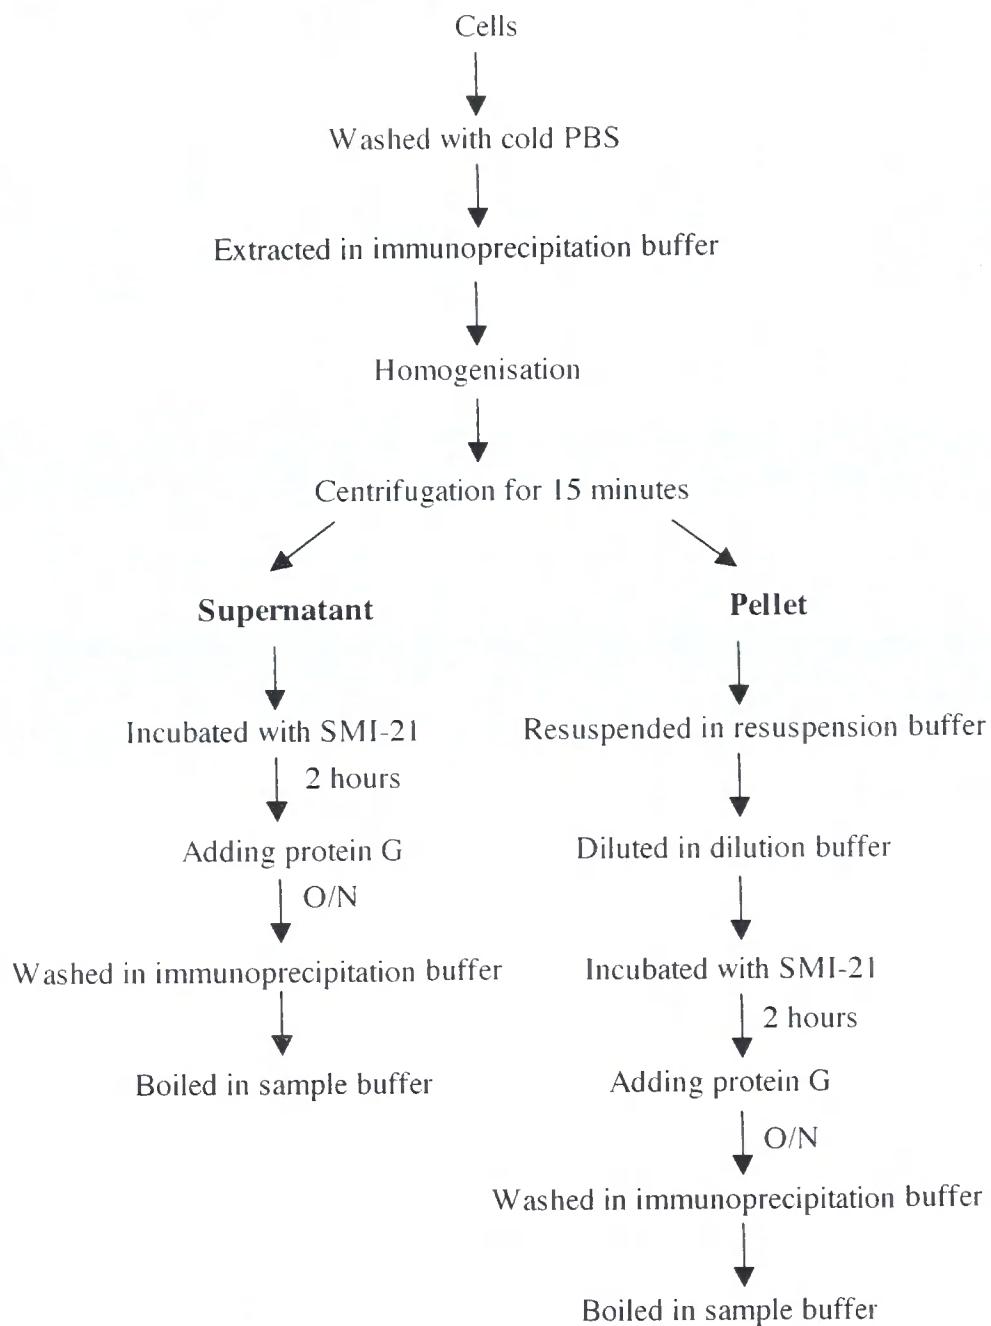 Cells
Washed with cold PBS
Extracted in immunoprecipitation buffer
Homogenisation
Centrifugation for 15 minutes
Supernatant
Incubated with SMI-21
2 hours
Adding protein G
O/N
Washed in immunoprecipitation buffer
Boiled in sample buffer
Pellet
Resuspended in resuspension buffer
Diluted in dilution buffer
Incubated with SMI-21
2 hours
Adding protein G
O/N
Washed in immunoprecipitation buffer
Boiled in sample buffer